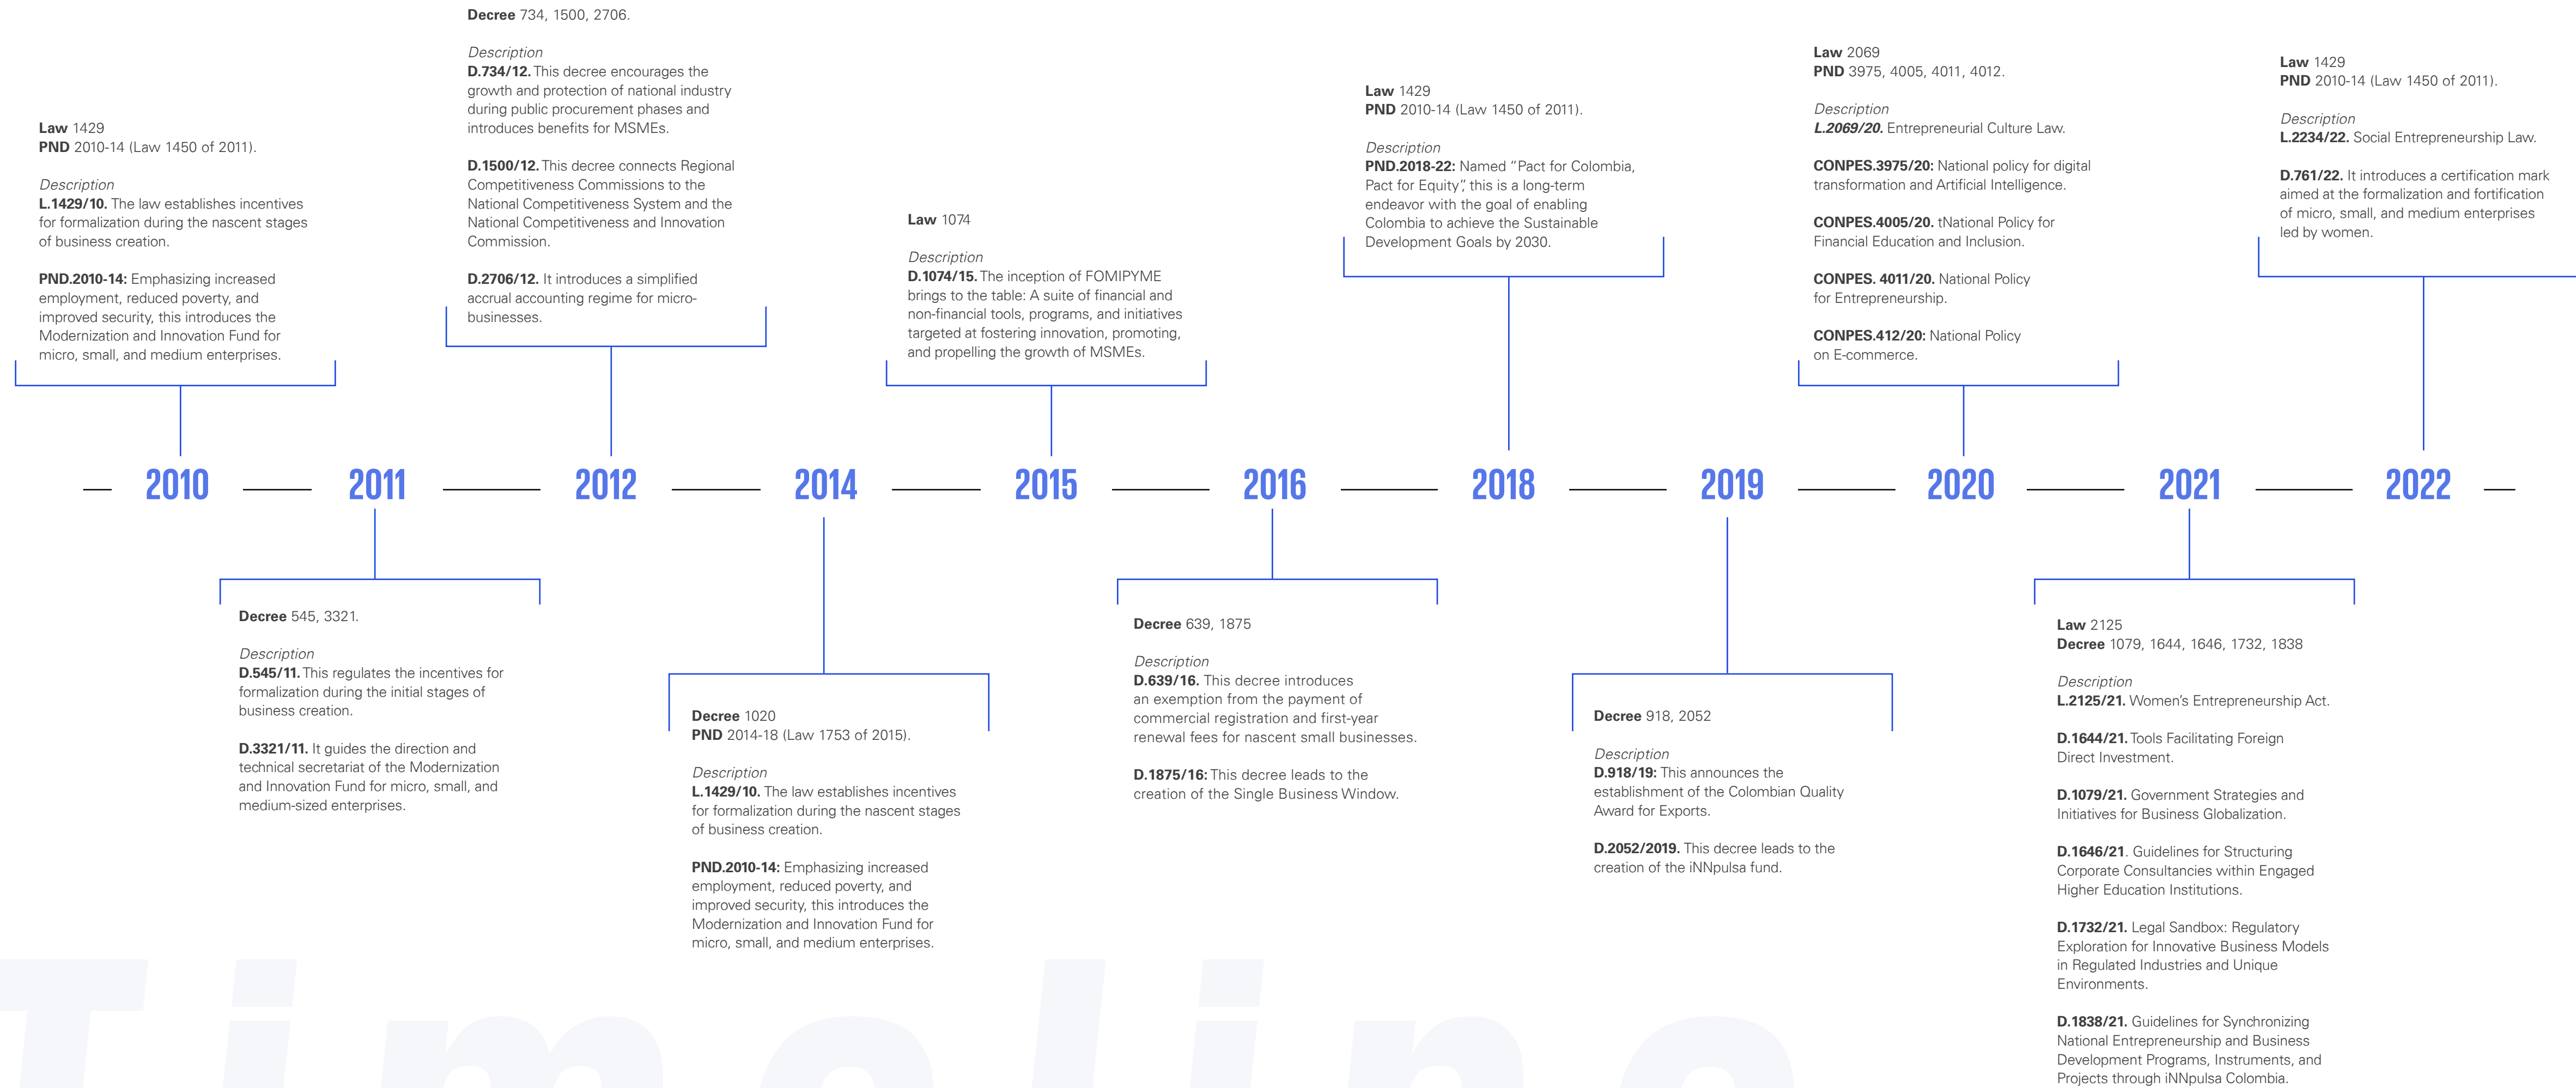 Law 1429
PND 2010-14 (Law 1450 of 2011).
Description
L.1429/10. The law establishes incentives
for formalization during the nascent stages
of business creation.
PND.2010-14: Emphasizing increased
employment, reduced poverty, and
improved security, this introduces the
Modernization and Innovation Fund for
micro, small, and medium enterprises.
Decree 734, 1500, 2706.
Description
D.734/12. This decree encourages the
growth and protection of national industry
during public procurement phases and
introduces benefits for MSMEs.
D.1500/12. This decree connects Regional
Competitiveness Commissions to the
National Competitiveness System and the
National Competitiveness and Innovation
Commission.
D.2706/12. It introduces a simplified
accrual accounting regime for micro-
businesses.
Law 1074
Description
D.1074/15. The inception of FOMIPYME
brings to the table: A suite of financial and
non-financial tools, programs, and initiatives
targeted at fostering innovation, promoting,
and propelling the growth of MSMEs.
Law 1429
PND 2010-14 (Law 1450 of 2011).
Description
PND.2018-22: Named “Pact for Colombia,
Pact for Equity”, this is a long-term
endeavor with the goal of enabling
Colombia to achieve the Sustainable
Development Goals by 2030.
Law 2069
PND 3975, 4005, 4011, 4012.
Description
L.2069/20. Entrepreneurial Culture Law.
CONPES.3975/20: National policy for digital
transformation and Artificial Intelligence.
CONPES.4005/20. tNational Policy for
Financial Education and Inclusion.
CONPES. 4011/20. National Policy
for Entrepreneurship.
CONPES.412/20: National Policy
on E-commerce.
Law 1429
PND 2010-14 (Law 1450 of 2011).
Description
L.2234/22. Social Entrepreneurship Law.
D.761/22. It introduces a certification mark
aimed at the formalization and fortification
of micro, small, and medium enterprises
led by women.
2010
2011
2012
2014
2015
2016
2018
2019
2020
2021
2022
Decree 545, 3321.
Description
D.545/11. This regulates the incentives for
formalization during the initial stages of
business creation.
D.3321/11. It guides the direction and
technical secretariat of the Modernization
and Innovation Fund for micro, small, and
medium-sized enterprises.
Decree 1020
PND 2014-18 (Law 1753 of 2015).
Description
L.1429/10. The law establishes incentives
for formalization during the nascent stages
of business creation.
PND.2010-14: Emphasizing increased
employment, reduced poverty, and
improved security, this introduces the
Modernization and Innovation Fund for
micro, small, and medium enterprises.
Decree 639, 1875
Description
D.639/16. This decree introduces
an exemption from the payment of
commercial registration and first-year
renewal fees for nascent small businesses.
D.1875/16: This decree leads to the
creation of the Single Business Window.
Decree 918, 2052
Description
D.918/19: This announces the
establishment of the Colombian Quality
Award for Exports.
D.2052/2019. This decree leads to the
creation of the iNNpulsa fund.
Law 2125
Decree 1079, 1644, 1646, 1732, 1838
Description
L.2125/21. Women’s Entrepreneurship Act.
D.1644/21. Tools Facilitating Foreign
Direct Investment.
D.1079/21. Government Strategies and
Initiatives for Business Globalization.
D.1646/21. Guidelines for Structuring
Corporate Consultancies within Engaged
Higher Education Institutions.
D.1732/21. Legal Sandbox: Regulatory
Exploration for Innovative Business Models
in Regulated Industries and Unique
Environments.
D.1838/21. Guidelines for Synchronizing
National Entrepreneurship and Business
Development Programs, Instruments, and
Projects through iNNpulsa Colombia.
Timeline